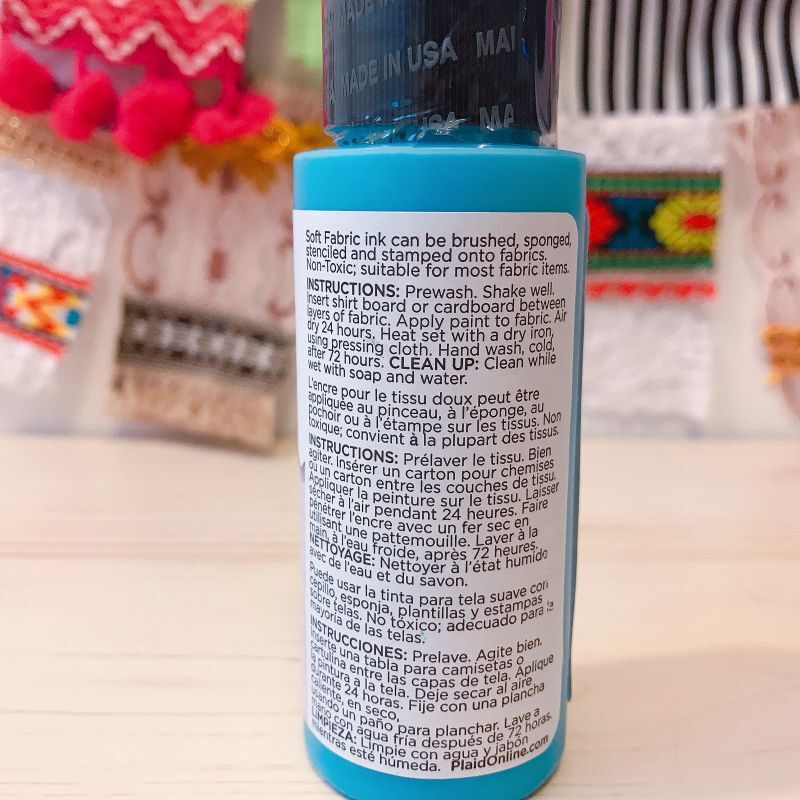 MADE IN
MADE IN USA MA
USA MA
Soft Fabric ink can be brushed, sponged,
stenciled and stamped onto fabrics.
Non-Toxic; suitable for most fabric items.
INSTRUCTIONS: Prewash. Shake well.
Insert shirt board or cardboard between
layers of fabric. Apply paint to fabric. Air
dry 24 hours. Heat set with a dry iron,
using pressing cloth. Hand wash, cold,
after 72 hours. CLEAN UP: Clean while
wet with soap and water.
L'encre pour le tissu doux peut être
appliquée au pinceau, à l'éponge, au
pochoir ou à l'étampe sur les tissus. Non
toxique; convient à la plupart des tissus.
INSTRUCTIONS: Prélaver le tissu. Bien
agiter. Insérer un carton pour chemises
ou un carton entre les couches de tissu.
Appliquer la peinture sur le tissu. Laisser
sécher à l'air pendant 24 heures. Faire
pénétrer l'encre avec un fer sec en
utilisant une pattemouille. Laver à la
main, à l'eau froide, après 72 heures.
NETTOYAGE: Nettoyer à l'état humide
avec de l'eau et du savon.
Puede usar la tinta para tela suave con
cepillo, esponja, plantillas y estampas
sobre telas. No tóxico; adecuado para la
mayoría de las telas.
INSTRUCCIONES: Prelave. Agite bien.
Inserte una tabla para camisetas o
cartulina entre las capas de tela. Aplique
la pintura a la tela. Deje secar al aire
durante 24 horas. Fije con una plancha
caliente, en seco,
usando un paño para planchar. Lave a
mano con agua fría después de 72 horas.
LIMPIEZA: Limpie con agua y jabón
mientras esté húmeda. PlaidOnline.com